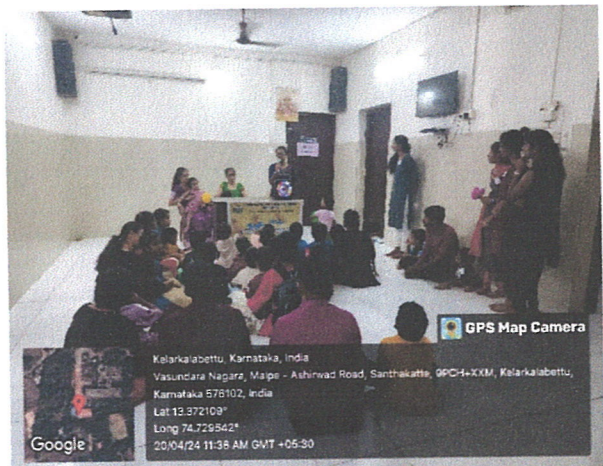 GPS Map Camera
Kelarkalabettu, Karnataka, India
Vasundara Nagara, Malpe - Ashirwad Road, Santhakatte, 9PCH+XXM, Kelarkalabettu,
Karnataka 576102, India
Lat 13.372109°
Long 74.729542°
20/04/24 11:38 AM GMT +05:30
Google